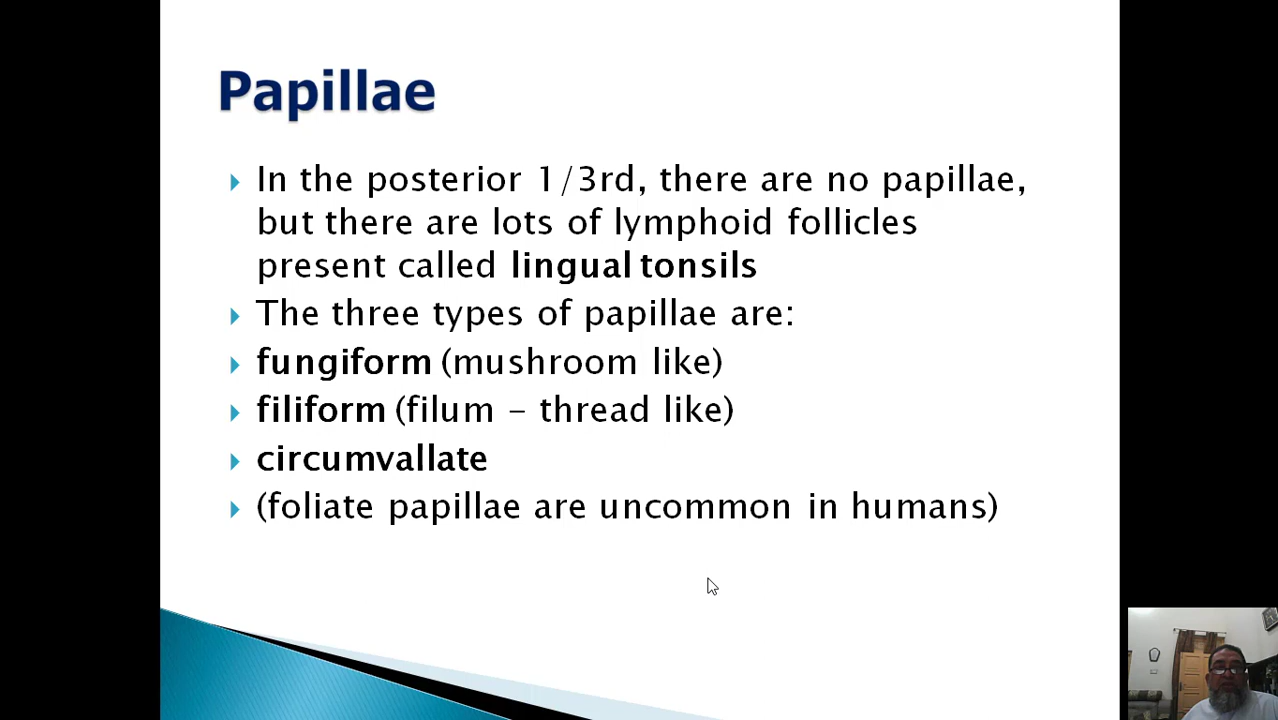 Papillae
In the posterior 1/3rd, there are no papillae,
but there are lots of lymphoid follicles
present called lingual tonsils
The three types of papillae are:
fungiform (mushroom like)
filiform (filum - thread like)
circumvallate
(foliate papillae are uncommon in humans)